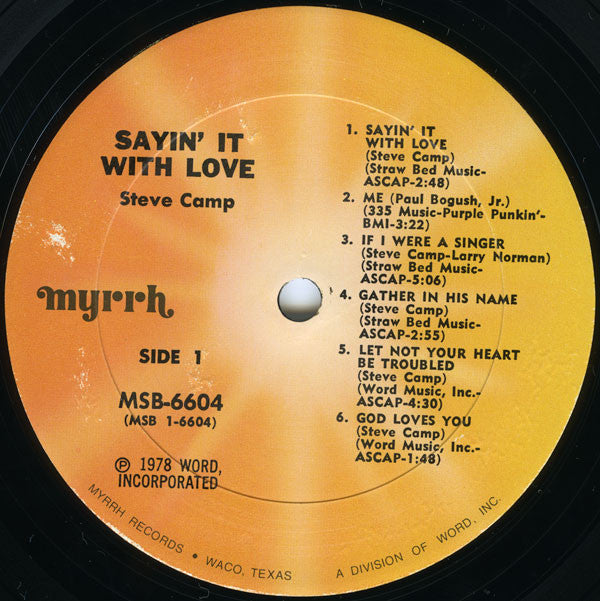 SAYIN' IT
WITH LOVE
Steve Camp
myrrh
SIDE 1
MSB-6604
(MSB 1-6604)
Ⓟ 1978 WORD,
INCORPORATED
1. SAYIN' IT
WITH LOVE
(Steve Camp)
(Straw Bed Music-
ASCAP-2:48)
2. ME (Paul Bogush, Jr.)
(335 Music-Purple Punkin'-
BMI-3:22)
3. IF I WERE A SINGER
(Steve Camp-Larry Norman)
(Straw Bed Music-
ASCAP-5:06)
4. GATHER IN HIS NAME
(Steve Camp)
(Straw Bed Music-
ASCAP-2:55)
5. LET NOT YOUR HEART
BE TROUBLED
(Steve Camp)
(Word Music, Inc.-
ASCAP-4:30)
6. GOD LOVES YOU
(Steve Camp)
(Word Music, Inc.-
ASCAP-1:48)
MYRRH RECORDS • WACO, TEXAS A DIVISION OF WORD, INC.